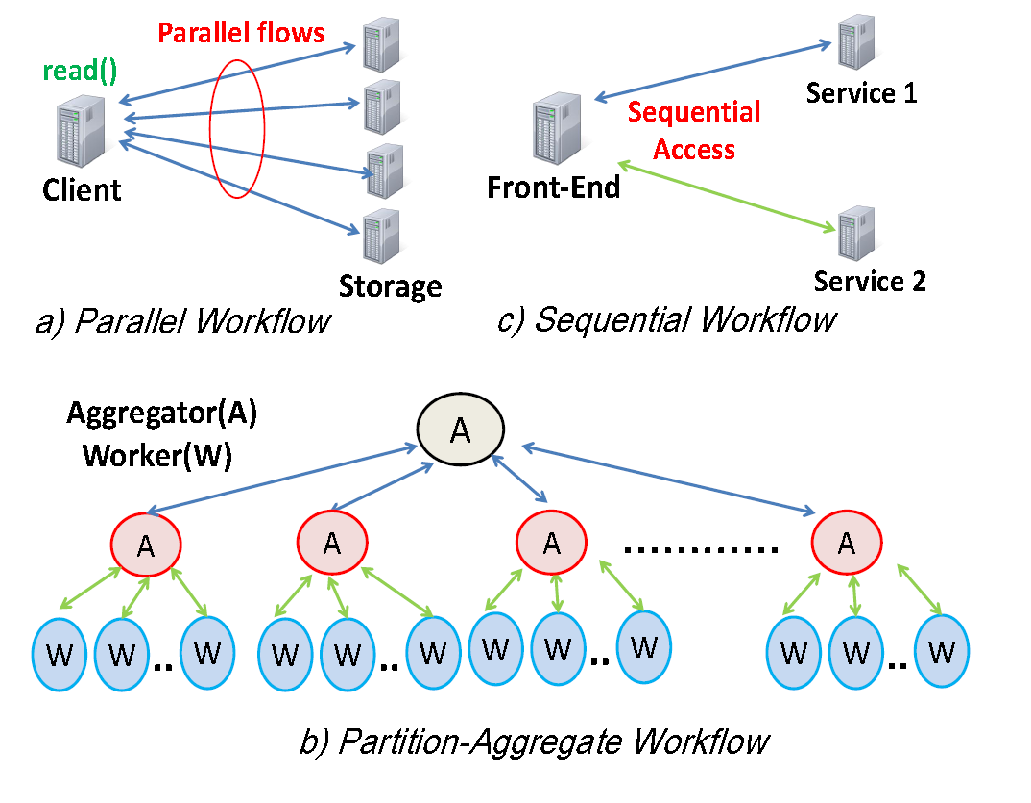 Parallel flows
read()
Client
Storage
a) Parallel Workflow
Service 1
Sequential
Access
Front-End
Service 2
c) Sequential Workflow
Aggregator(A)
Worker(W)
A
A A A ............ A
W W .. W W W .. W W W .. W W W .. W
b) Partition-Aggregate Workflow